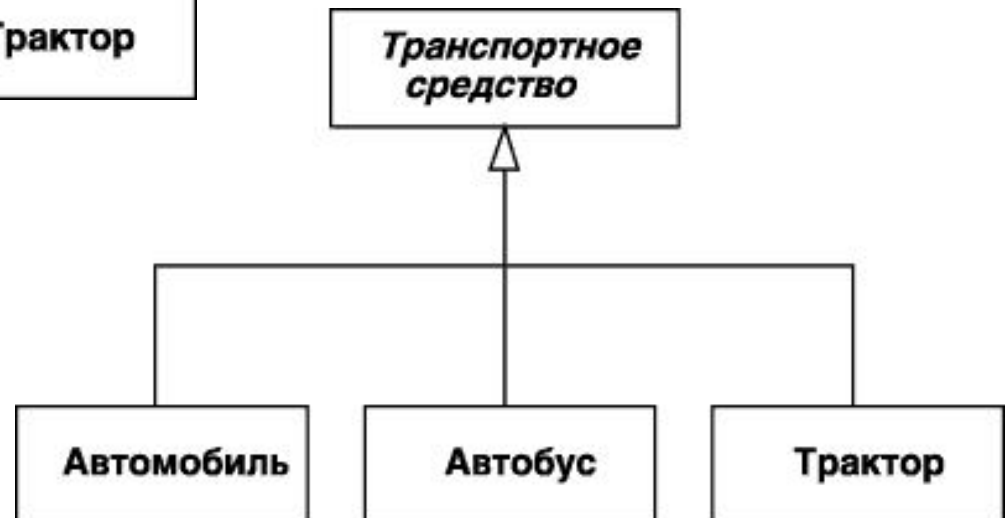 Трактор
Транспортное
средство
Автомобиль
Автобус
Трактор